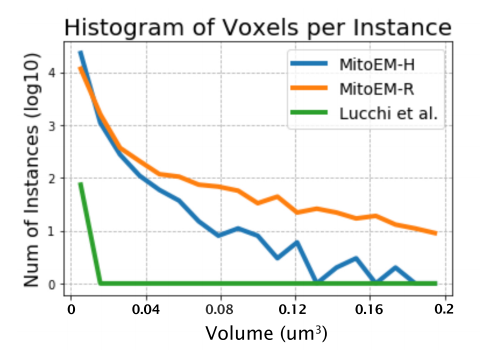 Histogram of Voxels per Instance
MitoEM-H
MitoEM-R
Lucchi et al.
Num of Instances (log10)
4
3
2
1
0
0 0.04 0.08 0.12 0.16 0.2
Volume (um³)